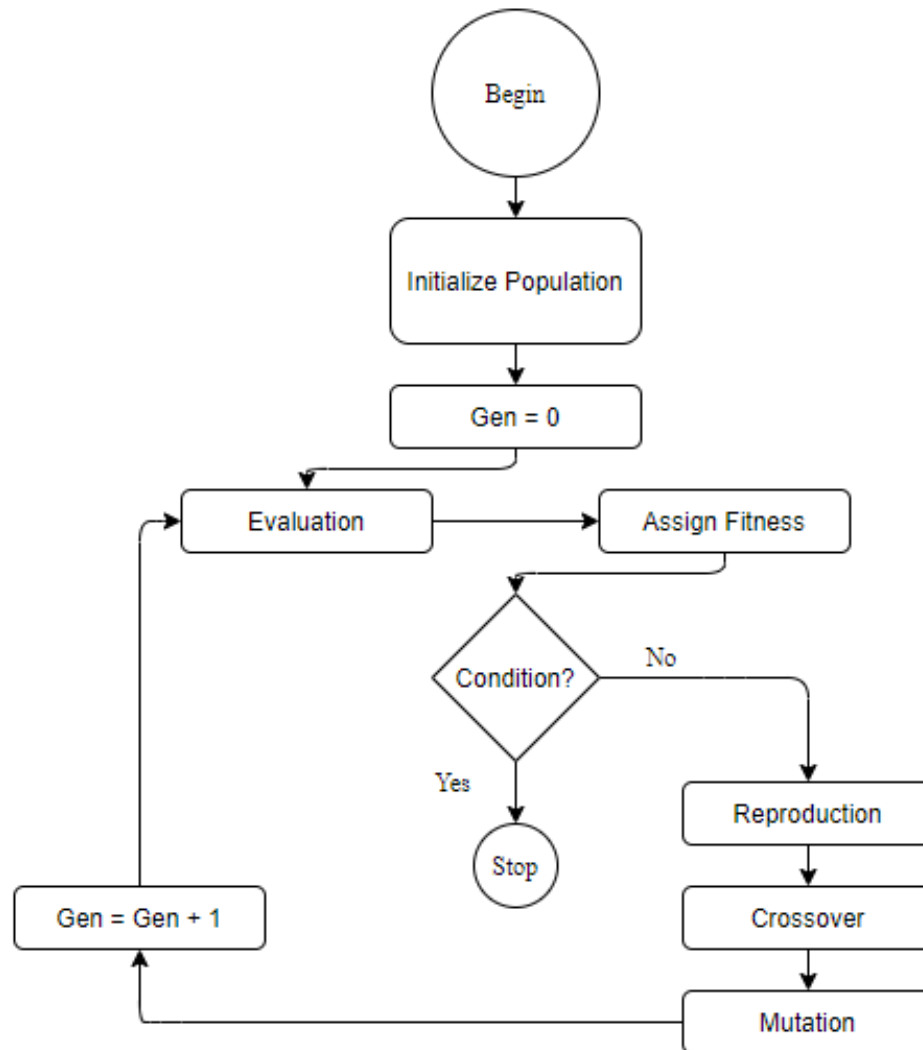 Begin
Initialize Population
Gen = 0
Evaluation
Assign Fitness
Condition?
No
Yes
Reproduction
Stop
Crossover
Gen = Gen + 1
Mutation